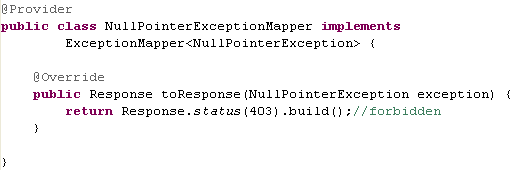 @Provider
public class NullPointerExceptionMapper implements
        ExceptionMapper<NullPointerException> {

    @Override
    public Response toResponse(NullPointerException exception) {
        return Response.status(403).build();//forbidden
    }

}